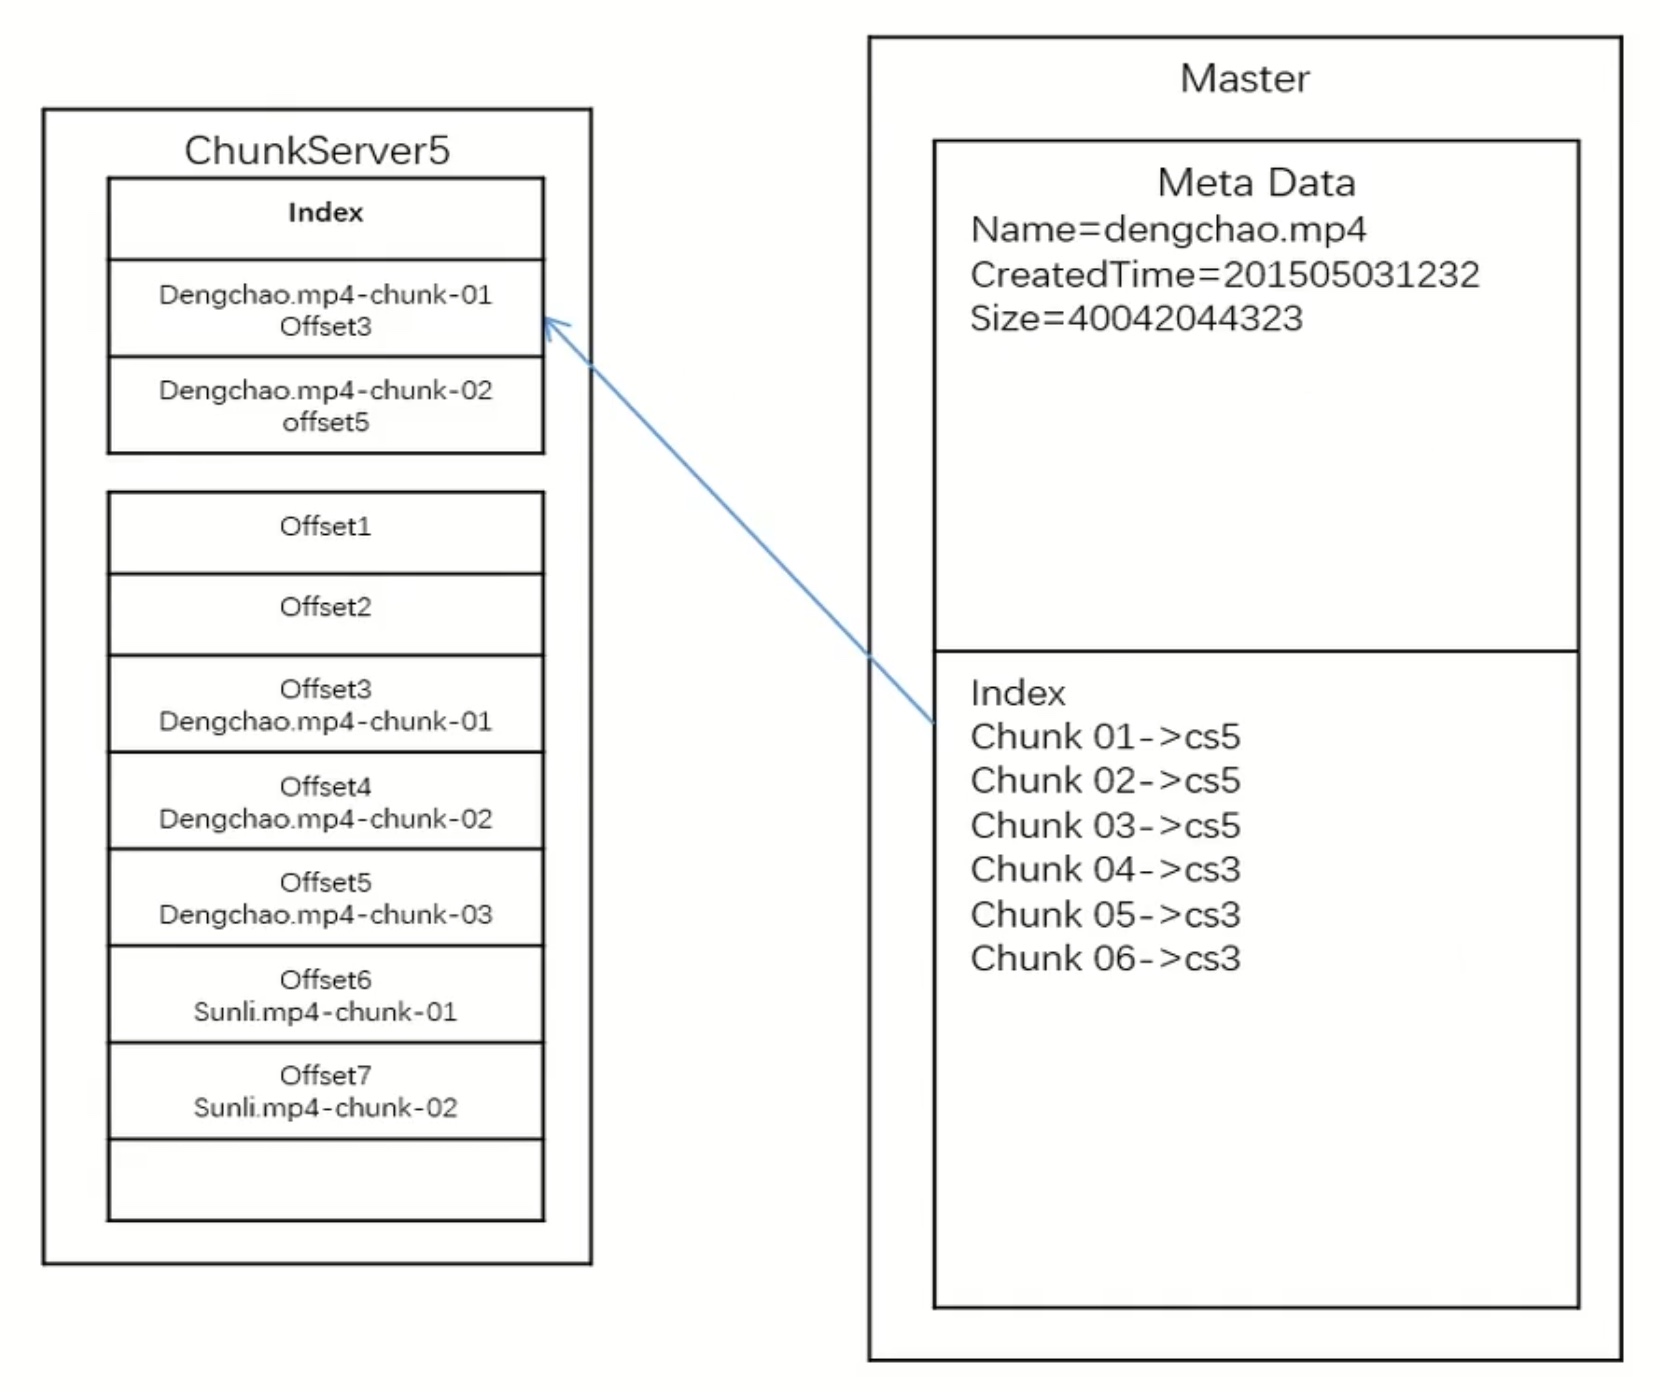 ChunkServer5
Index
Dengchao.mp4-chunk-01
Offset3
Dengchao.mp4-chunk-02
offset5
Offset1
Offset2
Offset3
Dengchao.mp4-chunk-01
Offset4
Dengchao.mp4-chunk-02
Offset5
Dengchao.mp4-chunk-03
Offset6
Sunli.mp4-chunk-01
Offset7
Sunli.mp4-chunk-02
Master
Meta Data
Name=dengchao.mp4
CreatedTime=201505031232
Size=40042044323
Index
Chunk 01->cs5
Chunk 02->cs5
Chunk 03->cs5
Chunk 04->cs3
Chunk 05->cs3
Chunk 06->cs3